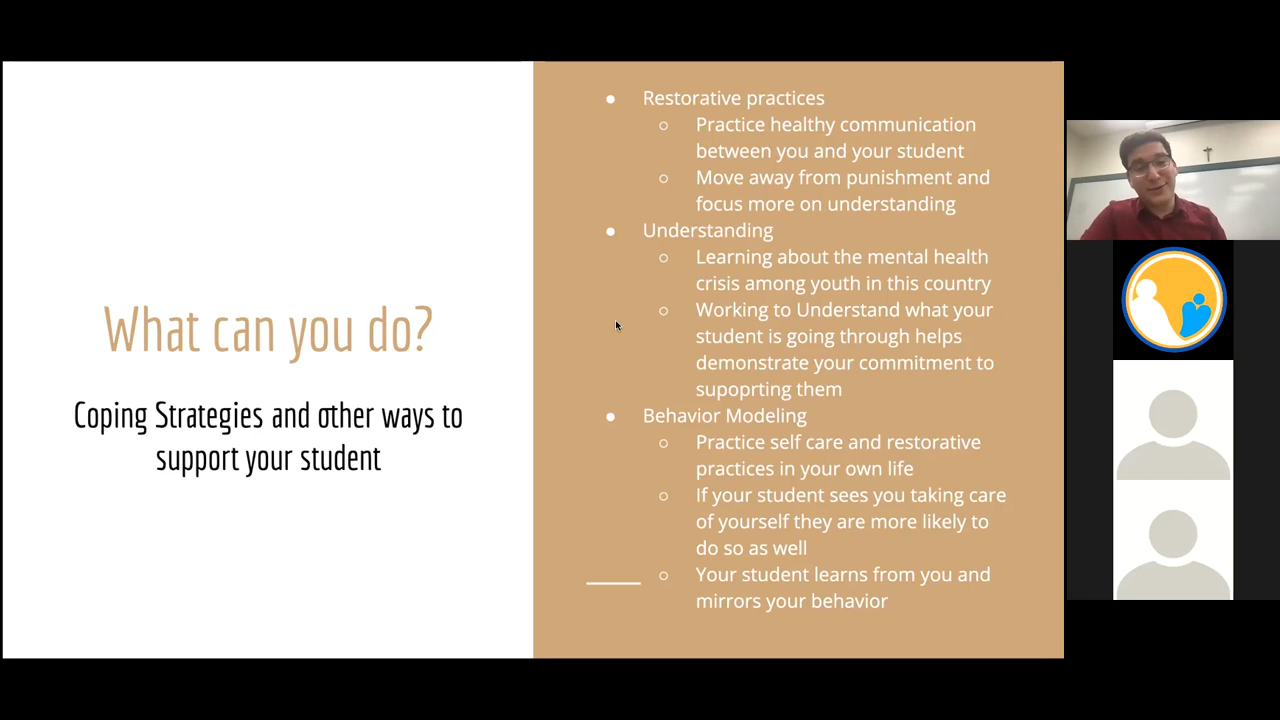 What can you do?
Coping Strategies and other ways to
support your student
● Restorative practices
○ Practice healthy communication
between you and your student
○ Move away from punishment and
focus more on understanding
● Understanding
○ Learning about the mental health
crisis among youth in this country
○ Working to Understand what your
student is going through helps
demonstrate your commitment to
supoprting them
● Behavior Modeling
○ Practice self care and restorative
practices in your own life
○ If your student sees you taking care
of yourself they are more likely to
do so as well
○ Your student learns from you and
mirrors your behavior